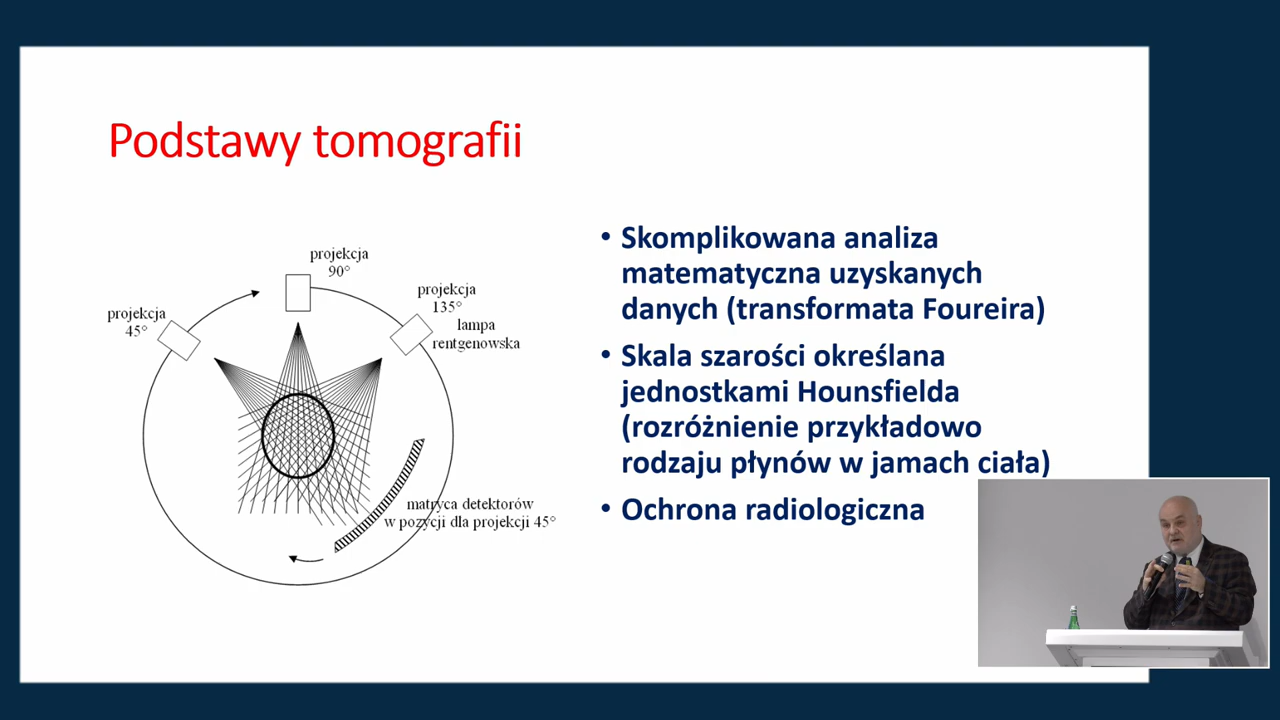 Podstawy tomografii
projekcja
90°
projekcja
135°
lampa
rentgenowska
projekcja
45°
matryca detektorów
w pozycji dla projekcji 45°
• Skomplikowana analiza
matematyczna uzyskanych
danych (transformata Foureira)
• Skala szarości określana
jednostkami Hounsfielda
(rozróżnienie przykładowo
rodzaju płynów w jamach ciała)
• Ochrona radiologiczna